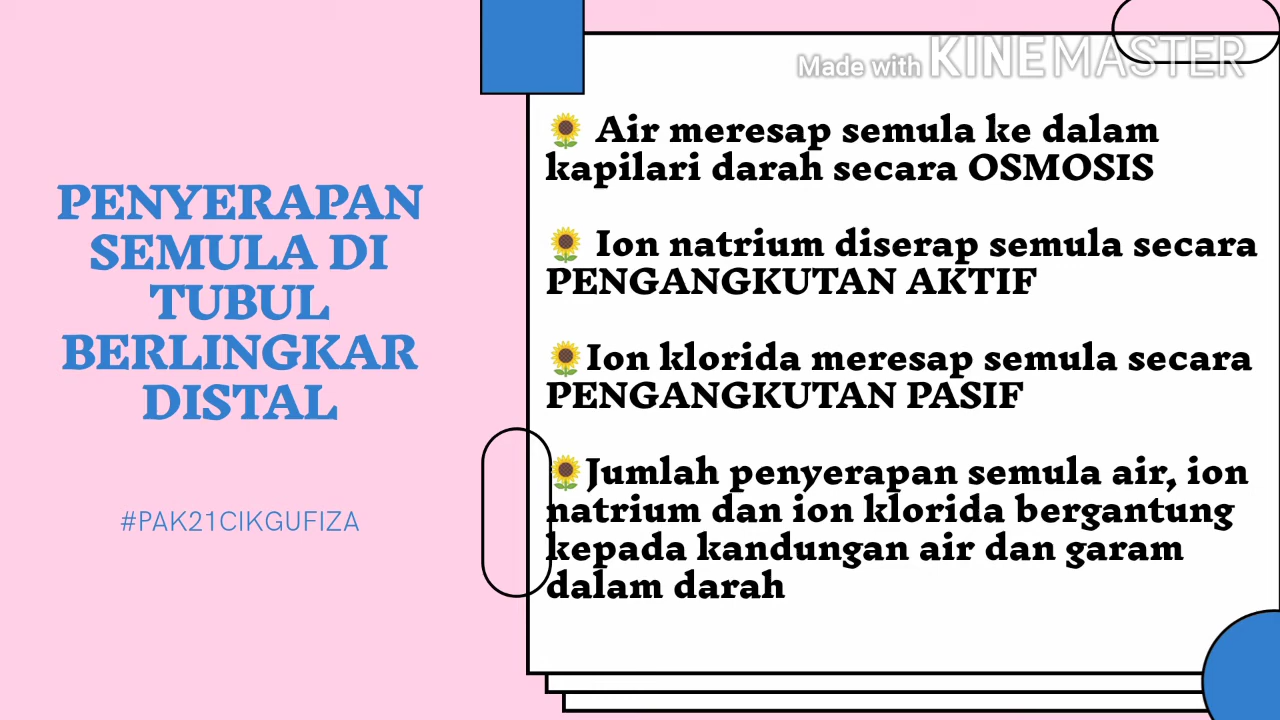 Made with KINEMASTER
PENYERAPAN
SEMULA DI
TUBUL
BERLINGKAR
DISTAL
#PAK21CIKGUFIZA
🌻 Air meresap semula ke dalam
kapilari darah secara OSMOSIS
🌻 Ion natrium diserap semula secara
PENGANGKUTAN AKTIF
🌻Ion klorida meresap semula secara
PENGANGKUTAN PASIF
🌻Jumlah penyerapan semula air, ion
natrium dan ion klorida bergantung
kepada kandungan air dan garam
dalam darah